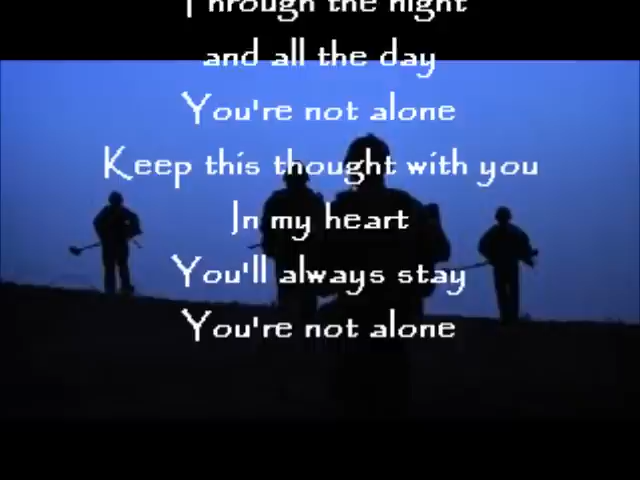 Through the night
and all the day
You're not alone
Keep this thought with you
In my heart
You'll always stay
You're not alone